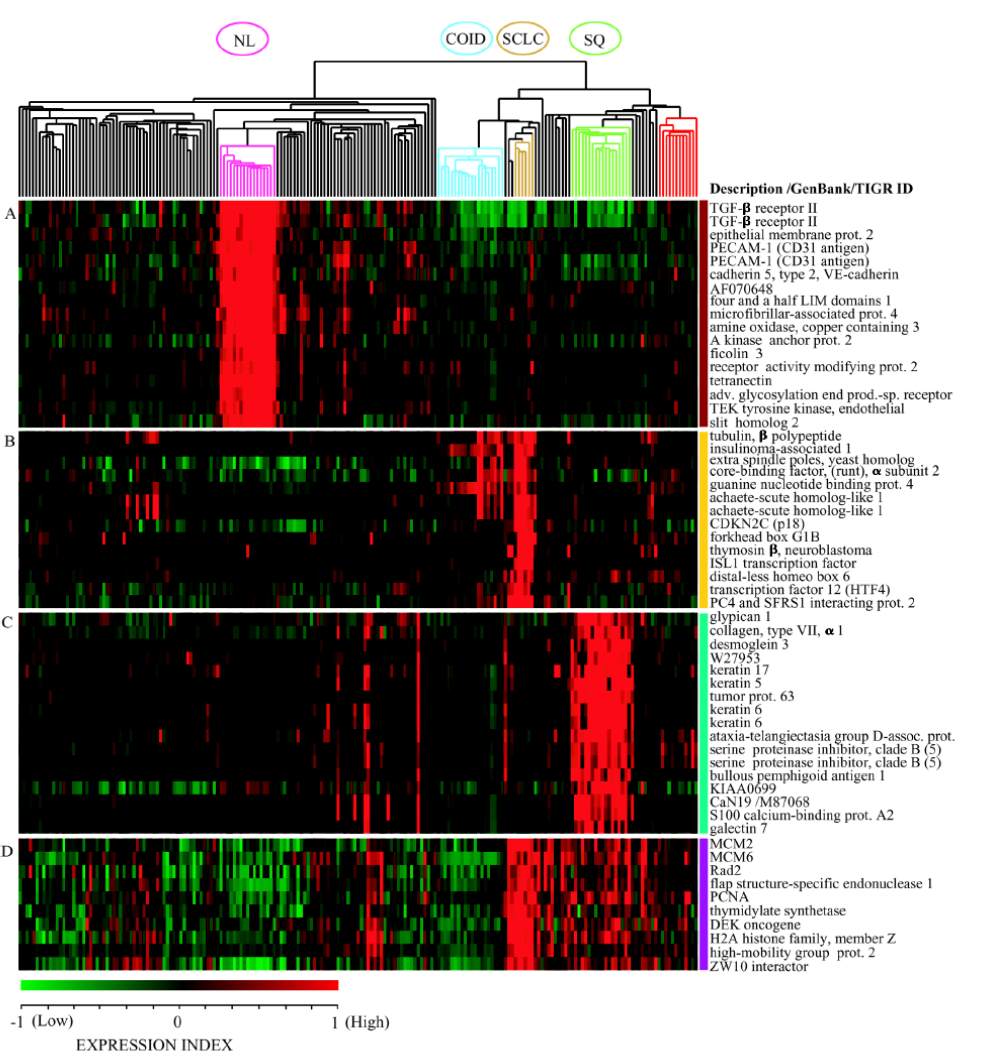 NL COID SCLC SQ
Description /GenBank/TIGR ID
A
TGF-β receptor II
TGF-β receptor II
epithelial membrane prot. 2
PECAM-1 (CD31 antigen)
PECAM-1 (CD31 antigen)
cadherin 5, type 2, VE-cadherin
AF070648
four and a half LIM domains 1
microfibrillar-associated prot. 4
amine oxidase, copper containing 3
A kinase anchor prot. 2
ficolin 3
receptor activity modifying prot. 2
tetranectin
adv. glycosylation end prod.-sp. receptor
TEK tyrosine kinase, endothelial
slit homolog 2
B
tubulin, β polypeptide
insulinoma-associated 1
extra spindle poles, yeast homolog
core-binding factor, (runt), α subunit 2
guanine nucleotide binding prot. 4
achaete-scute homolog-like 1
achaete-scute homolog-like 1
CDKN2C (p18)
forkhead box G1B
thymosin β, neuroblastoma
ISL1 transcription factor
distal-less homeo box 6
transcription factor 12 (HTF4)
PC4 and SFRS1 interacting prot. 2
C
glypican 1
collagen, type VII, α 1
desmoglein 3
W27953
keratin 17
keratin 5
tumor prot. 63
keratin 6
keratin 6
ataxia-telangiectasia group D-assoc. prot.
serine proteinase inhibitor, clade B (5)
serine proteinase inhibitor, clade B (5)
bullous pemphigoid antigen 1
KIAA0699
CaN19 /M87068
S100 calcium-binding prot. A2
galectin 7
D
MCM2
MCM6
Rad2
flap structure-specific endonuclease 1
PCNA
thymidylate synthetase
DEK oncogene
H2A histone family, member Z
high-mobility group prot. 2
ZW10 interactor
-1 (Low) 0 1 (High)
EXPRESSION INDEX